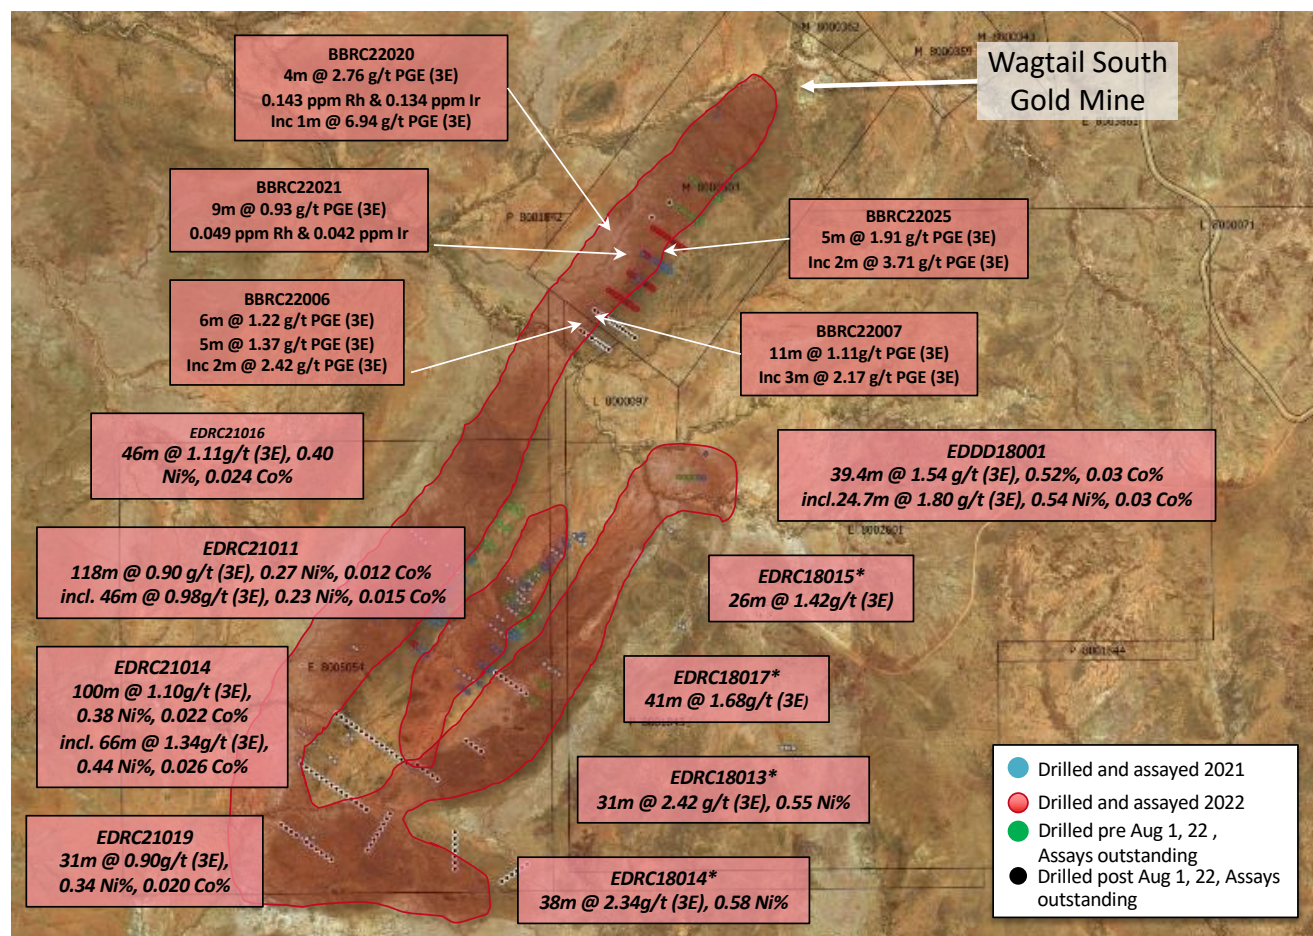 M 8000362
M 8000343
M 8000359
Wagtail South
Gold Mine
BBRC22020
4m @ 2.76 g/t PGE (3E)
0.143 ppm Rh & 0.134 ppm Ir
Inc 1m @ 6.94 g/t PGE (3E)
BBRC22021
9m @ 0.93 g/t PGE (3E)
0.049 ppm Rh & 0.042 ppm Ir
BBRC22025
5m @ 1.91 g/t PGE (3E)
Inc 2m @ 3.71 g/t PGE (3E)
L 8000071
BBRC22006
6m @ 1.22 g/t PGE (3E)
5m @ 1.37 g/t PGE (3E)
Inc 2m @ 2.42 g/t PGE (3E)
BBRC22007
11m @ 1.11g/t PGE (3E)
Inc 3m @ 2.17 g/t PGE (3E)
L 8000097
EDRC21016
46m @ 1.11g/t (3E), 0.40
Ni%, 0.024 Co%
EDDD18001
39.4m @ 1.54 g/t (3E), 0.52%, 0.03 Co%
incl.24.7m @ 1.80 g/t (3E), 0.54 Ni%, 0.03 Co%
EDRC21011
118m @ 0.90 g/t (3E), 0.27 Ni%, 0.012 Co%
incl. 46m @ 0.98g/t (3E), 0.23 Ni%, 0.015 Co%
EDRC18015*
26m @ 1.42g/t (3E)
EDRC21014
100m @ 1.10g/t (3E),
0.38 Ni%, 0.022 Co%
incl. 66m @ 1.34g/t (3E),
0.44 Ni%, 0.026 Co%
E 8005054
EDRC18017*
41m @ 1.68g/t (3E)
EDRC18013*
31m @ 2.42 g/t (3E), 0.55 Ni%
EDRC21019
31m @ 0.90g/t (3E),
0.34 Ni%, 0.020 Co%
EDRC18014*
38m @ 2.34g/t (3E), 0.58 Ni%
Drilled and assayed 2021
Drilled and assayed 2022
Drilled pre Aug 1, 22 ,
Assays outstanding
Drilled post Aug 1, 22, Assays
outstanding